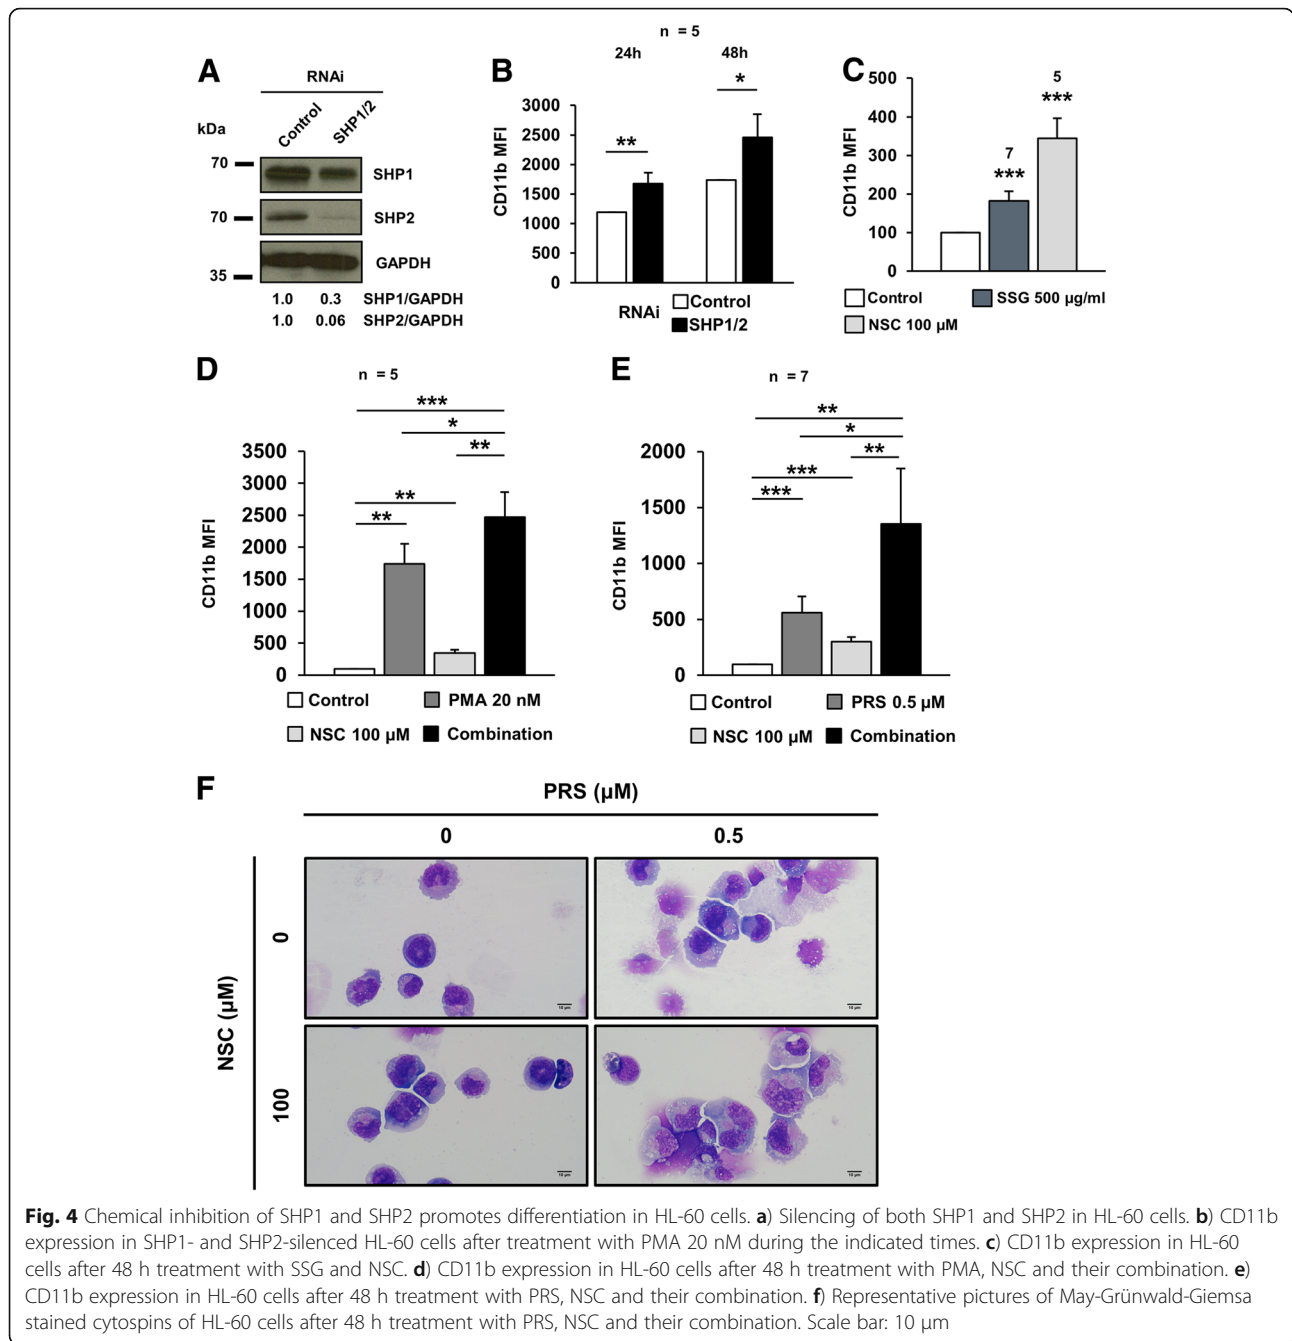 A
RNAi
Control
SHP1/2
kDa
70
SHP1
70
SHP2
GAPDH
35
1.0 0.3 SHP1/GAPDH
1.0 0.06 SHP2/GAPDH
B
n = 5
24h 48h
** *
CD11b MFI
3000
2500
2000
1500
1000
500
0
RNAi
Control
SHP1/2
C
CD11b MFI
500
400
300
200
100
0
7
***
5
***
Control
SSG 500 µg/ml
NSC 100 µM
D
n = 5
***
*
**
**
**
CD11b MFI
3500
3000
2500
2000
1500
1000
500
0
Control
PMA 20 nM
NSC 100 µM
Combination
E
n = 7
**
*
**
***
***
CD11b MFI
2000
1500
1000
500
0
Control
PRS 0.5 µM
NSC 100 µM
Combination
F
PRS (µM)
0 0.5
NSC (µM)
0
100
10 µm
10 µm
10 µm
10 µm
Fig. 4 Chemical inhibition of SHP1 and SHP2 promotes differentiation in HL-60 cells. a) Silencing of both SHP1 and SHP2 in HL-60 cells. b) CD11b
expression in SHP1- and SHP2-silenced HL-60 cells after treatment with PMA 20 nM during the indicated times. c) CD11b expression in HL-60
cells after 48 h treatment with SSG and NSC. d) CD11b expression in HL-60 cells after 48 h treatment with PMA, NSC and their combination. e)
CD11b expression in HL-60 cells after 48 h treatment with PRS, NSC and their combination. f) Representative pictures of May-Grünwald-Giemsa
stained cytospins of HL-60 cells after 48 h treatment with PRS, NSC and their combination. Scale bar: 10 µm